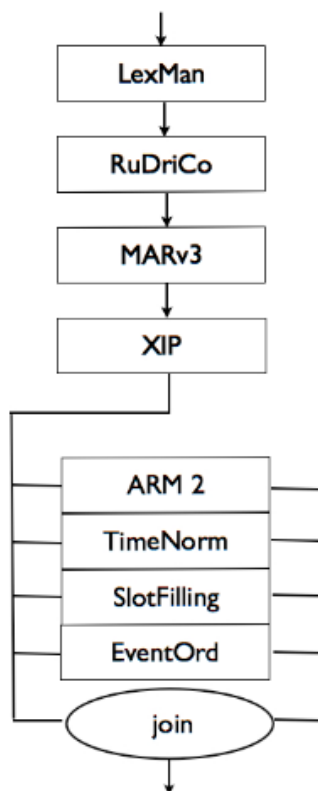 LexMan
RuDriCo
MARv3
XIP
ARM 2
TimeNorm
SlotFilling
EventOrd
join